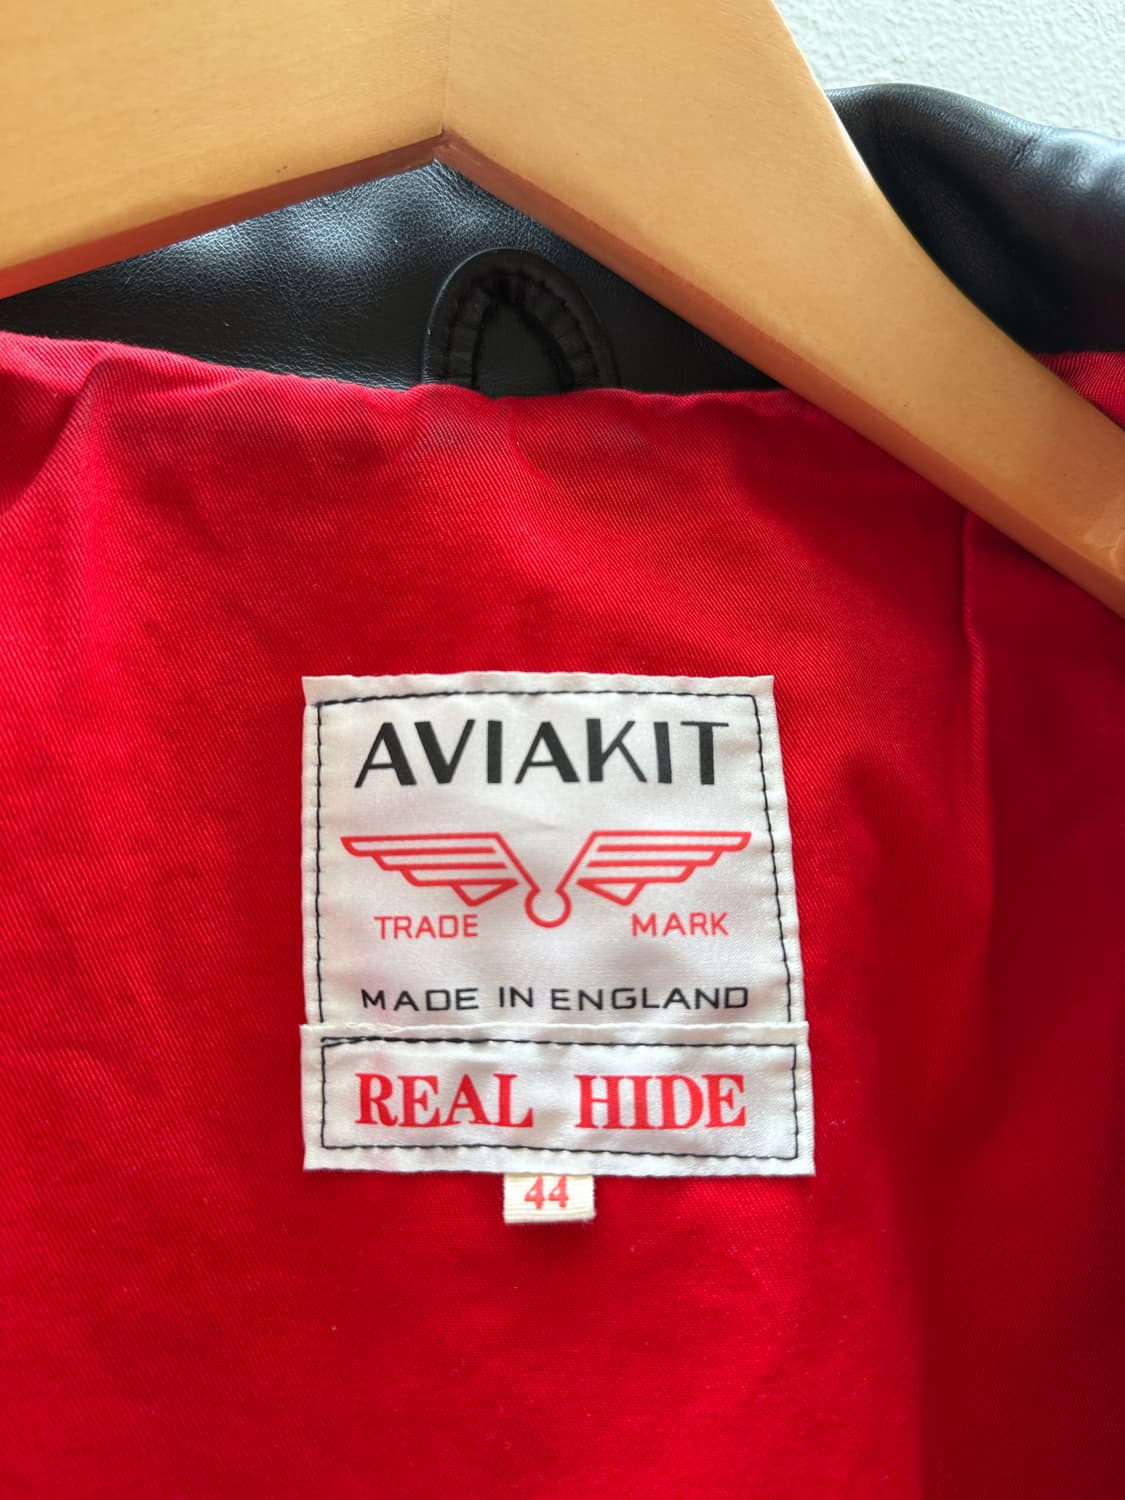 AVIAKIT
TRADE MARK
MADE IN ENGLAND
REAL HIDE
44